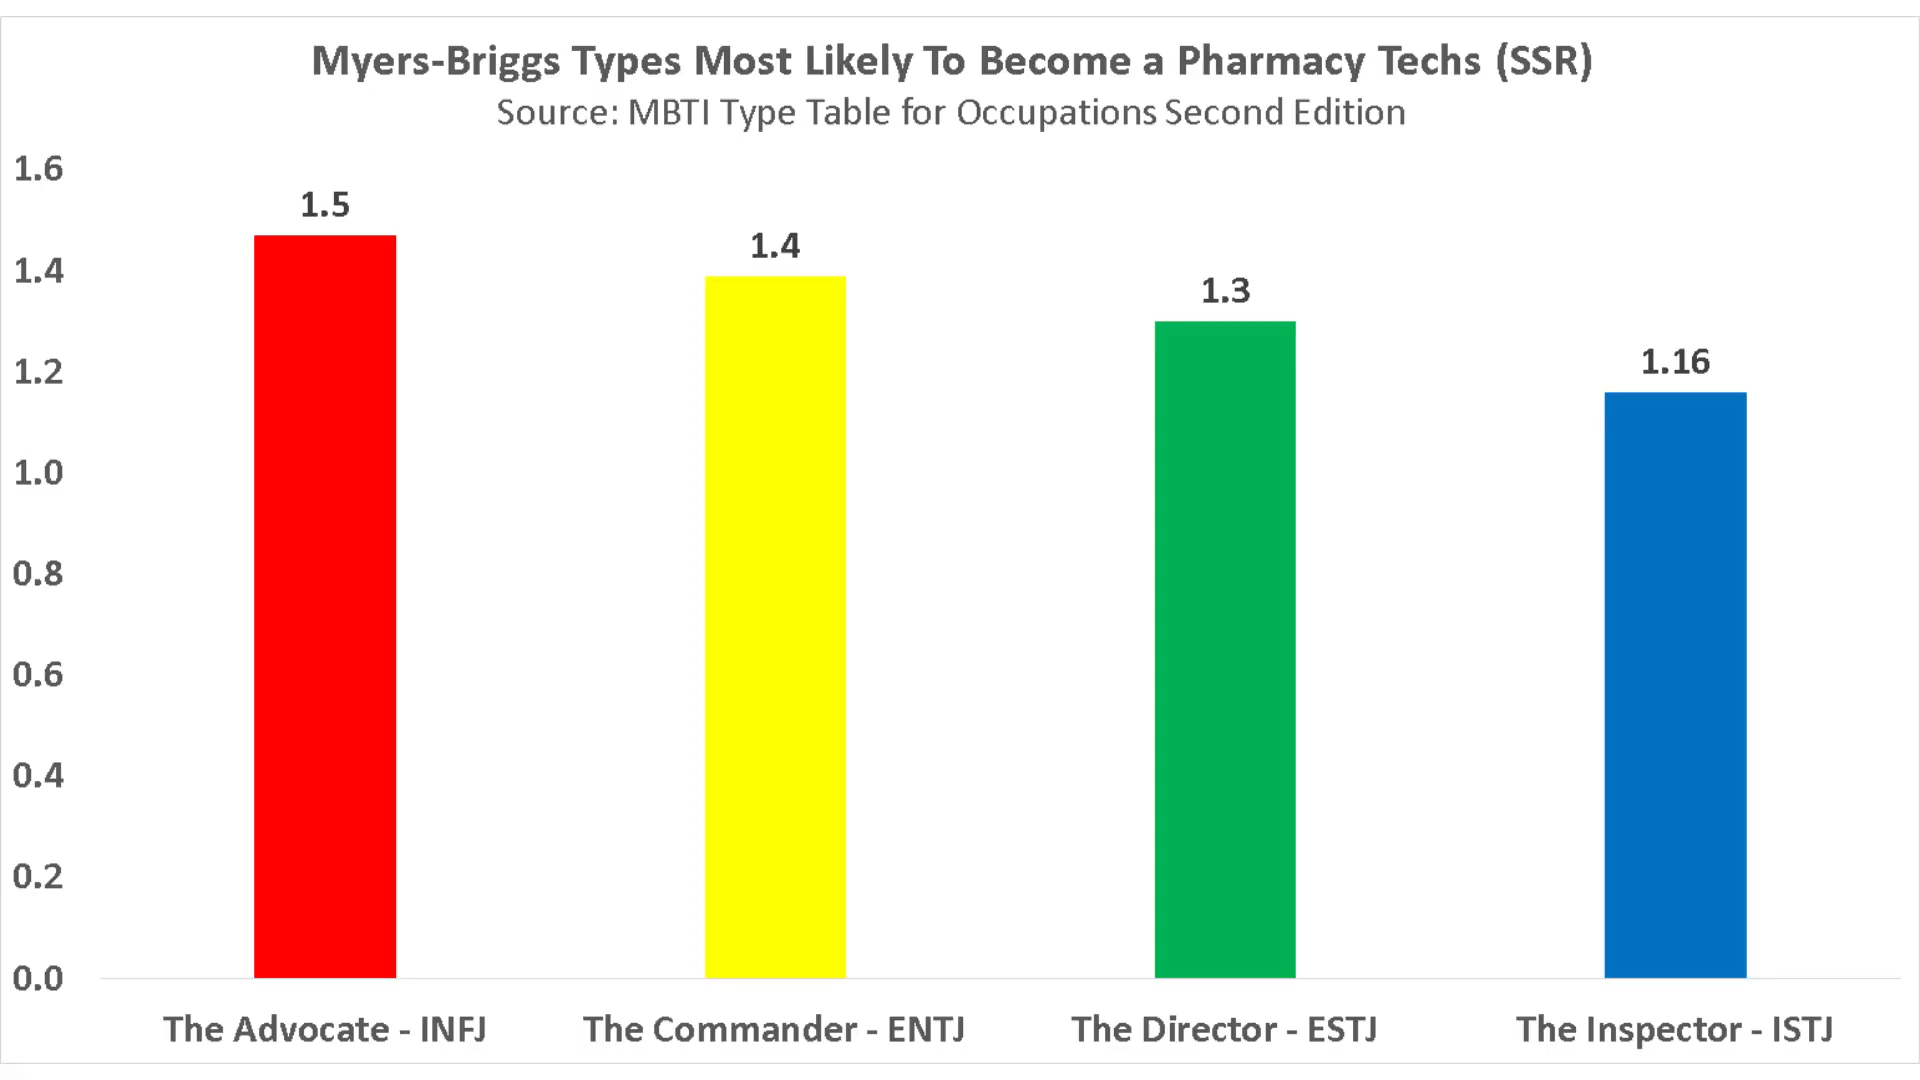 Myers-Briggs Types Most Likely To Become a Pharmacy Techs (SSR)
Source: MBTI Type Table for Occupations Second Edition
1.6
1.4
1.2
1.0
0.8
0.6
0.4
0.2
0.0
1.5
1.4
1.3
1.16
The Advocate - INFJ
The Commander - ENTJ
The Director - ESTJ
The Inspector - ISTJ